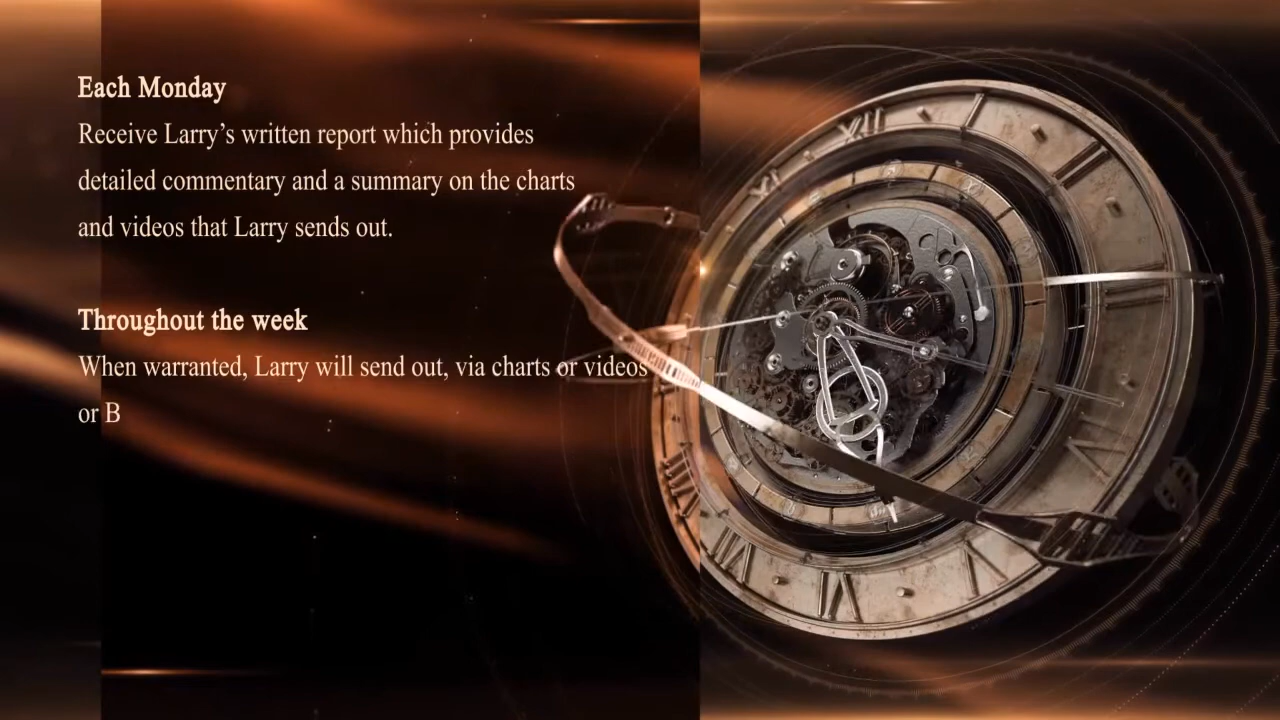 Each Monday
Receive Larry’s written report which provides
detailed commentary and a summary on the charts
and videos that Larry sends out.
Throughout the week
When warranted, Larry will send out, via charts or videos
or B